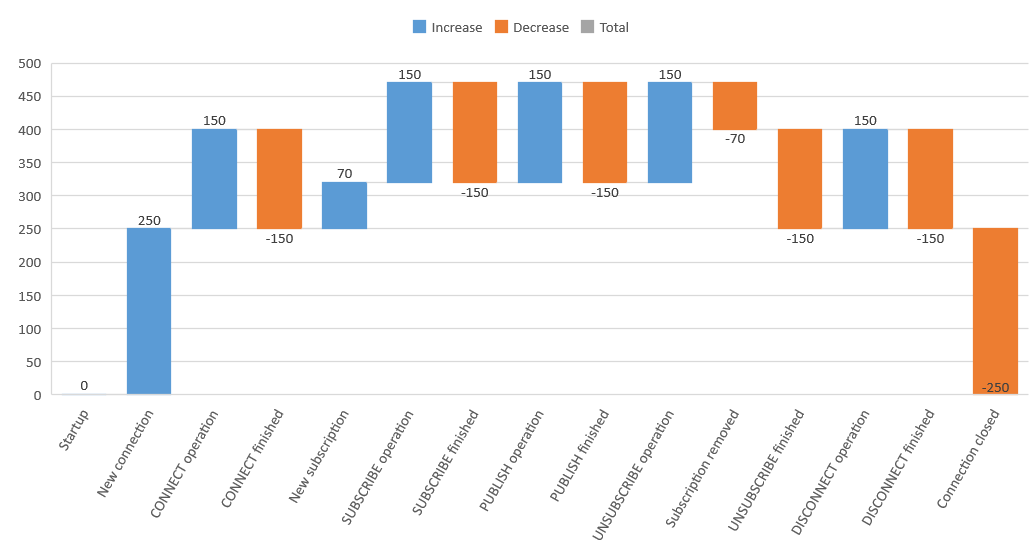 Increase Decrease Total
500
450
400
350
300
250
200
150
100
50
0
0
250
150
-150
70
150
-150
150
-150
150
-70
-150
150
-150
-250
Startup
New connection
CONNECT operation
CONNECT finished
New subscription
SUBSCRIBE operation
SUBSCRIBE finished
PUBLISH operation
PUBLISH finished
UNSUBSCRIBE operation
Subscription removed
UNSUBSCRIBE finished
DISCONNECT operation
DISCONNECT finished
Connection closed